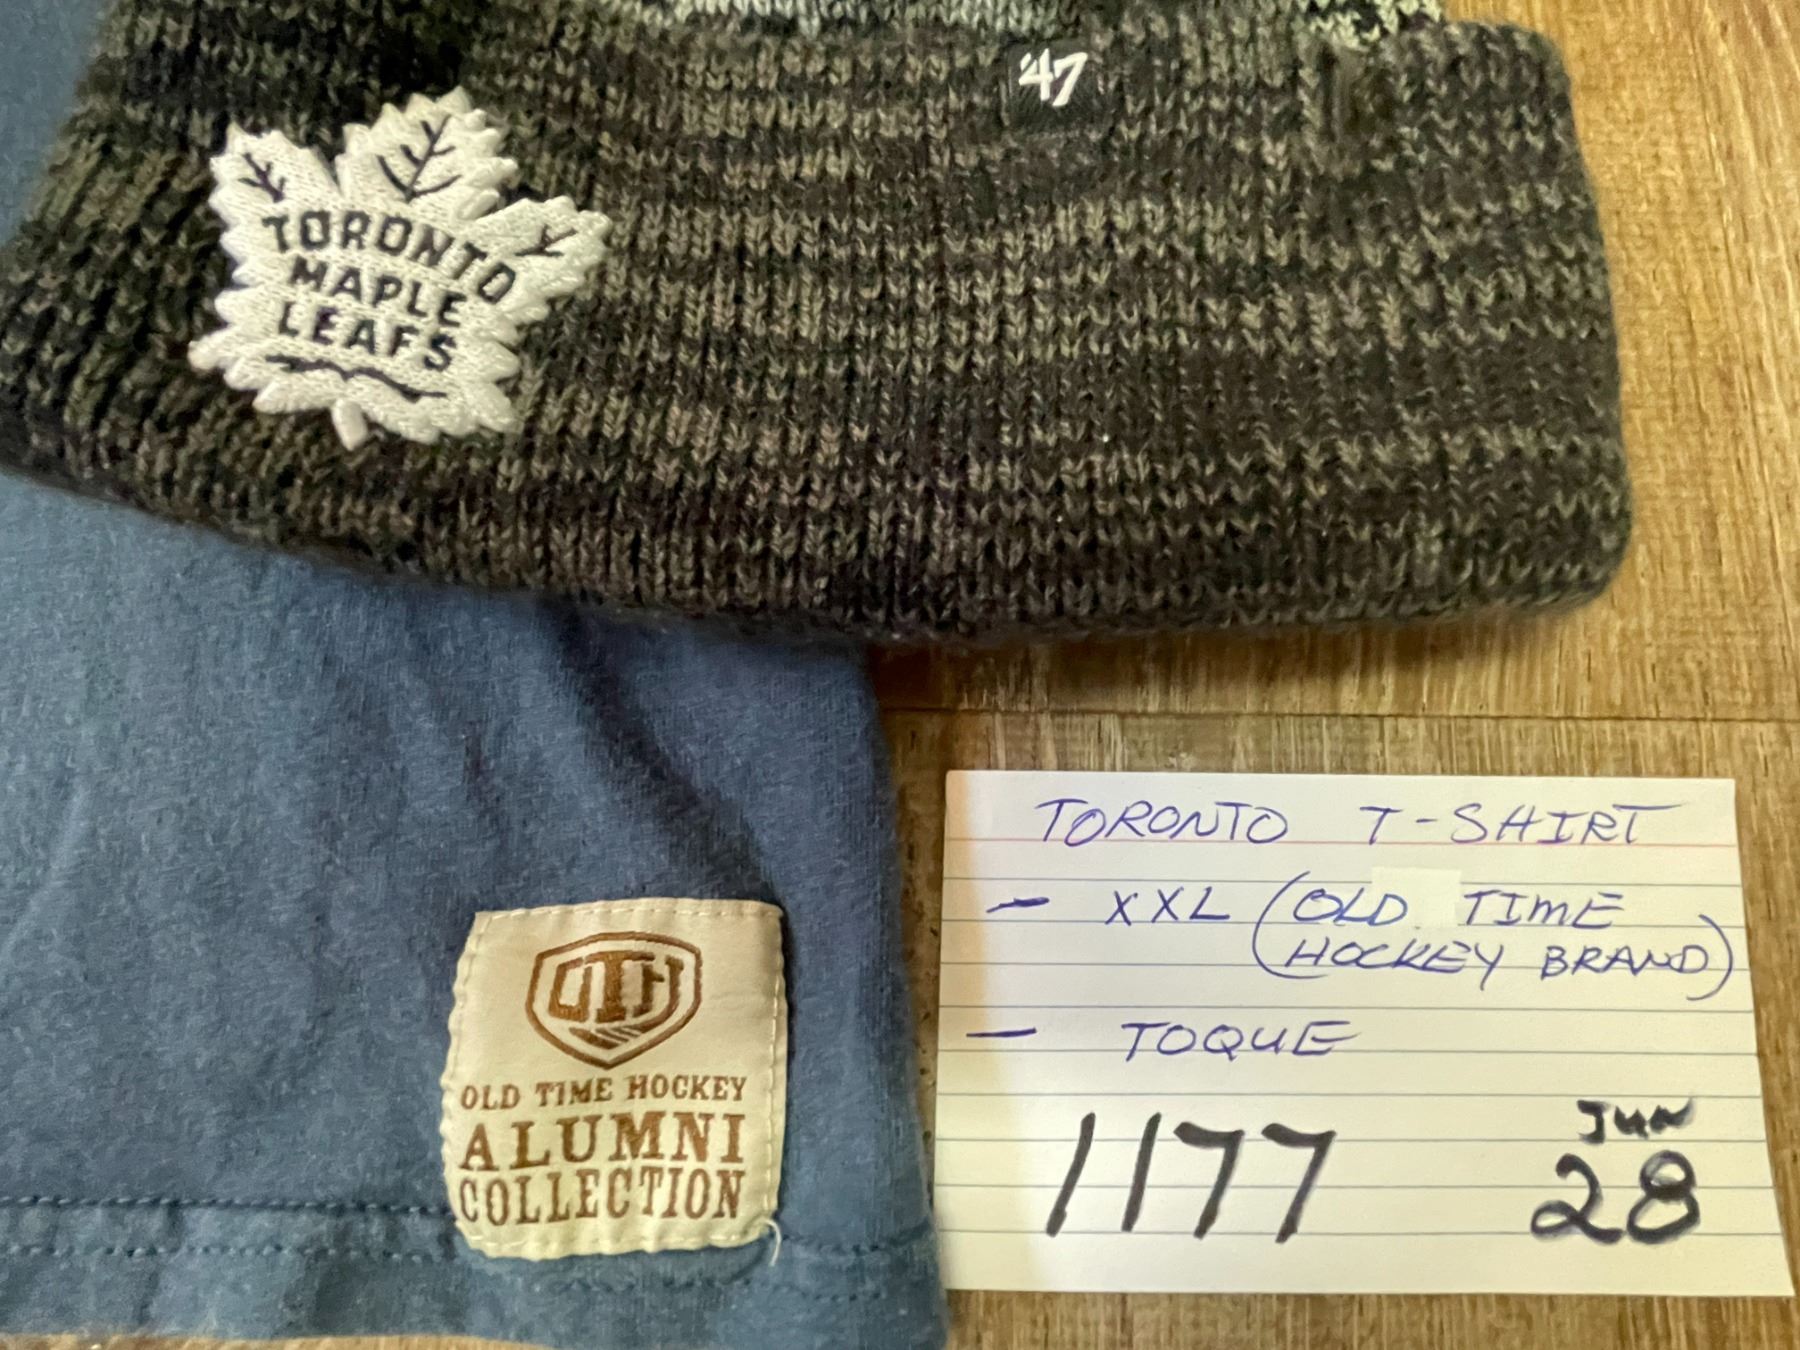 '47
TORONTO
MAPLE
LEAFS
OTH
OLD TIME HOCKEY
ALUMNI
COLLECTION
TORONTO T-SHIRT
- XXL (OLD TIME
HOCKEY BRAND)
- TOQUE
1177
JUN
28